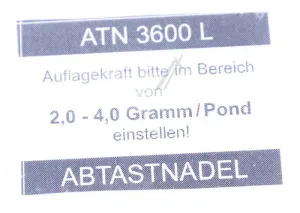 ATN 3600 L
Auflagekraft bitte im Bereich
von
2,0 - 4,0 Gramm/Pond
einstellen!
ABTASTNADEL